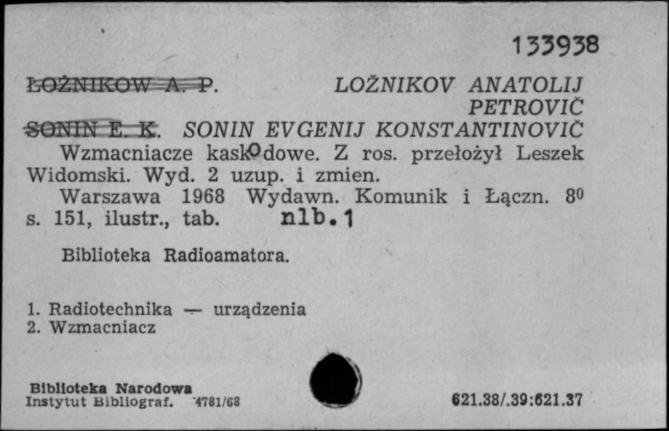 133938
ŁOŻNIKOW A. P. LOŽNIKOV ANATOLIJ
PETROVIČ
SONIN E. K. SONIN EVGENIJ KONSTANTINOVIČ
Wzmacniacze kaskodowe. Z ros. przełożył Leszek
Widomski. Wyd. 2 uzup. i zmien.
Warszawa 1968 Wydawn. Komunik i Łączn. 8⁰
s. 151, ilustr., tab. nlb. 1
Biblioteka Radioamatora.
1. Radiotechnika — urządzenia
2. Wzmacniacz
Biblioteka Narodowa
Instytut Bibliograf. 4781/68
621.38/.39:621.37